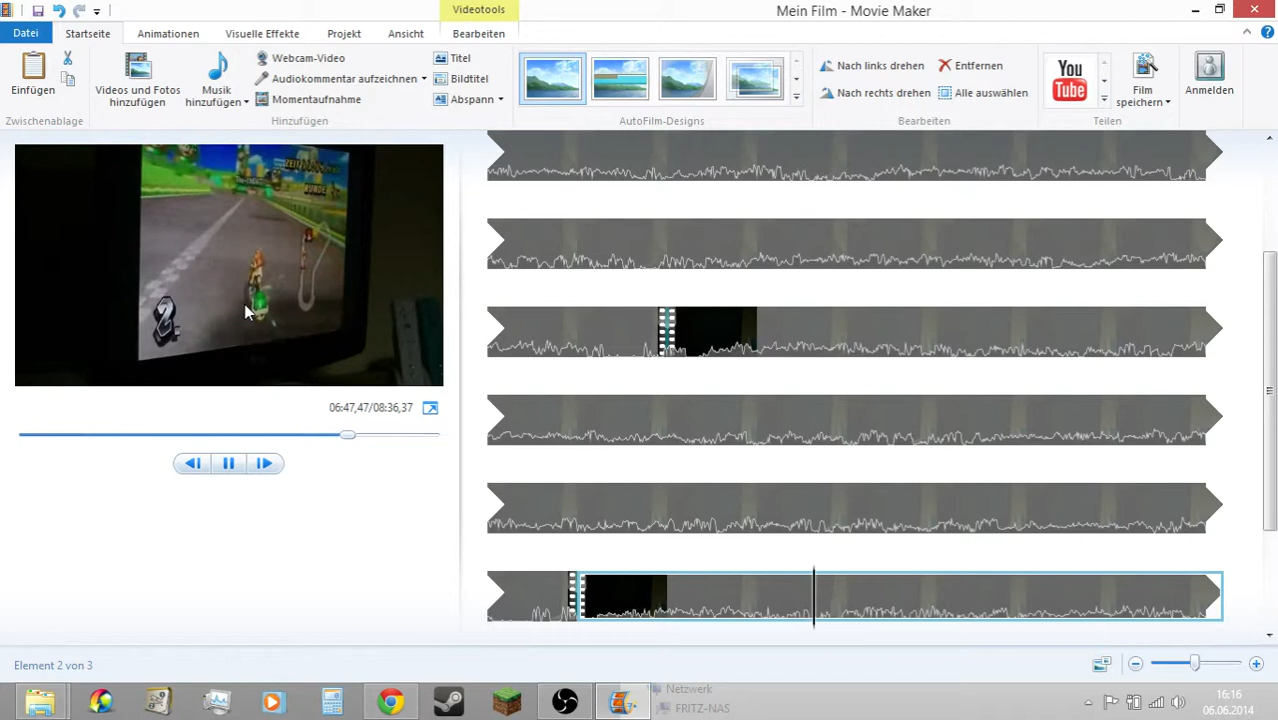 Videotools
Mein Film - Movie Maker
Datei
Startseite
Animationen
Visuelle Effekte
Projekt
Ansicht
Bearbeiten
Einfügen
Videos und Fotos
hinzufügen
Musik
hinzufügen
Webcam-Video
Audiokommentar aufzeichnen
Momentaufnahme
Titel
Bildtitel
Abspann
Nach links drehen
Nach rechts drehen
Entfernen
Alle auswählen
You
Tube
Film
speichern
Anmelden
Zwischenablage
Hinzufügen
AutoFilm-Designs
Bearbeiten
Teilen
RUNDE
2.
06:47,47/08:36,37
Element 2 von 3
Netzwerk
FRITZ-NAS
16:16
06.06.2014